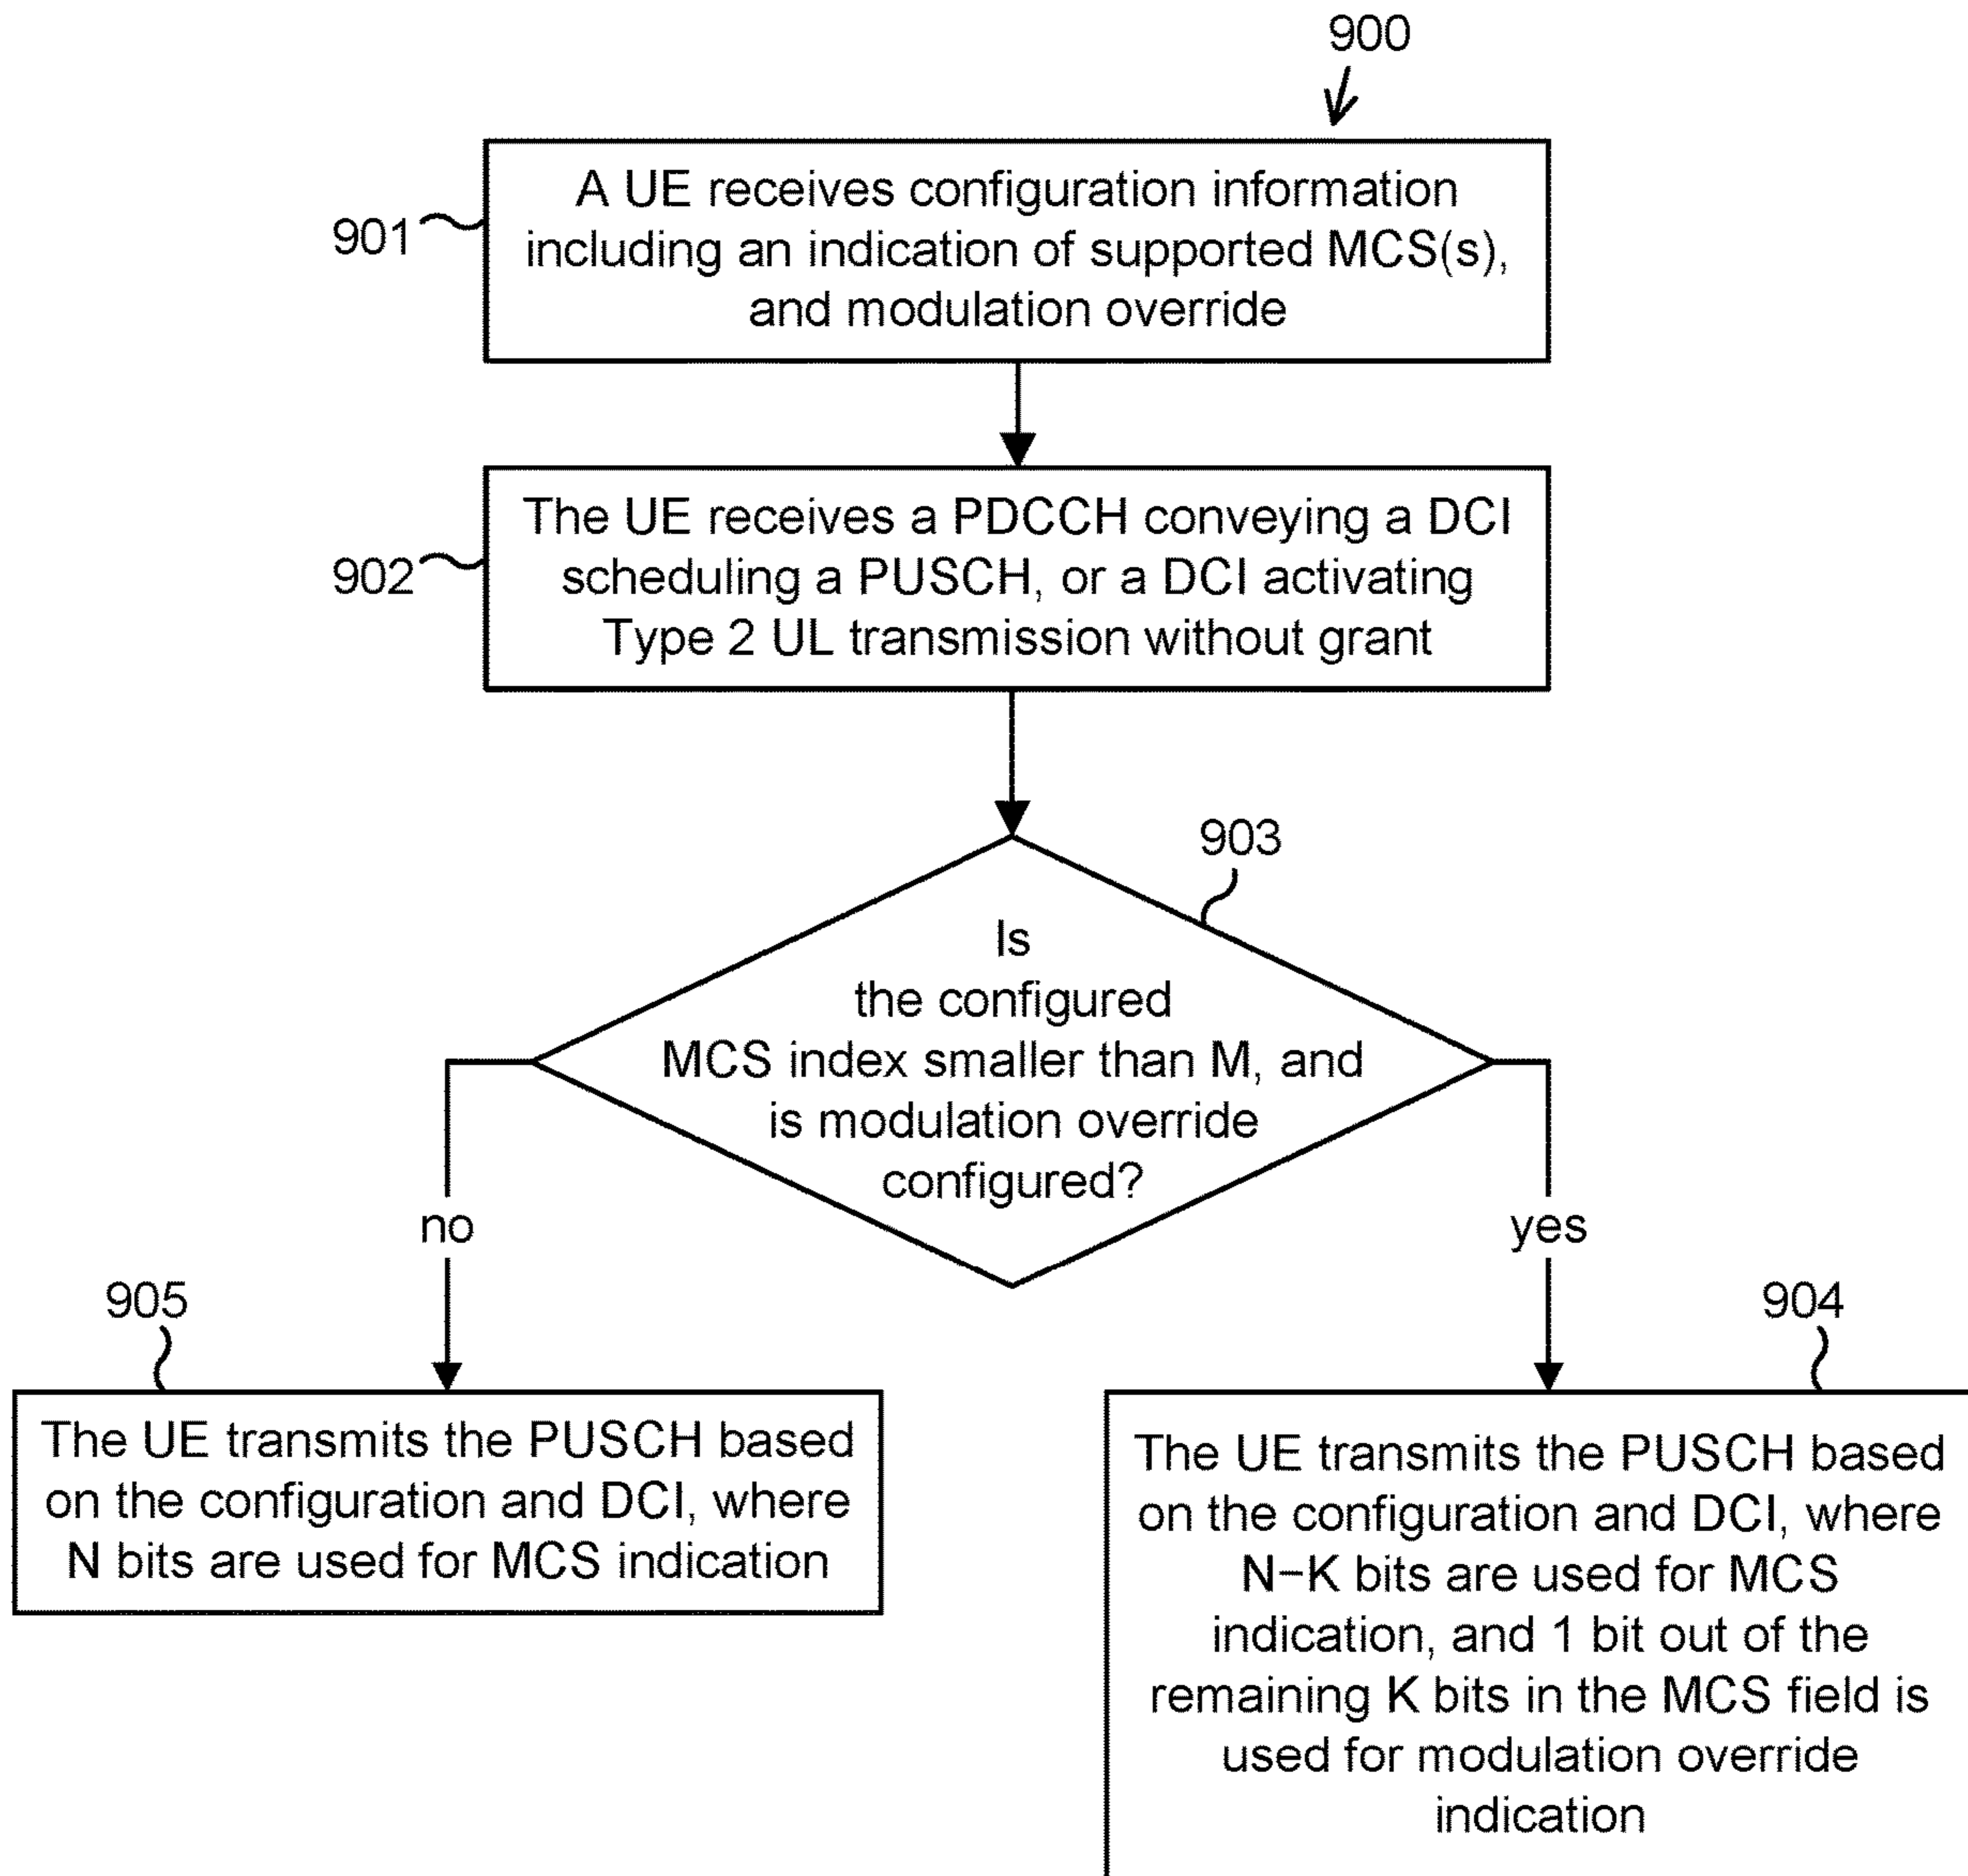 900
A UE receives configuration information
including an indication of supported MCS(s),
and modulation override
901
The UE receives a PDCCH conveying a DCI
scheduling a PUSCH, or a DCI activating
Type 2 UL transmission without grant
902
903
Is
the configured
MCS index smaller than M, and
is modulation override
configured?
no
yes
905
The UE transmits the PUSCH based
on the configuration and DCI, where
N bits are used for MCS indication
904
The UE transmits the PUSCH based
on the configuration and DCI, where
N−K bits are used for MCS
indication, and 1 bit out of the
remaining K bits in the MCS field is
used for modulation override
indication